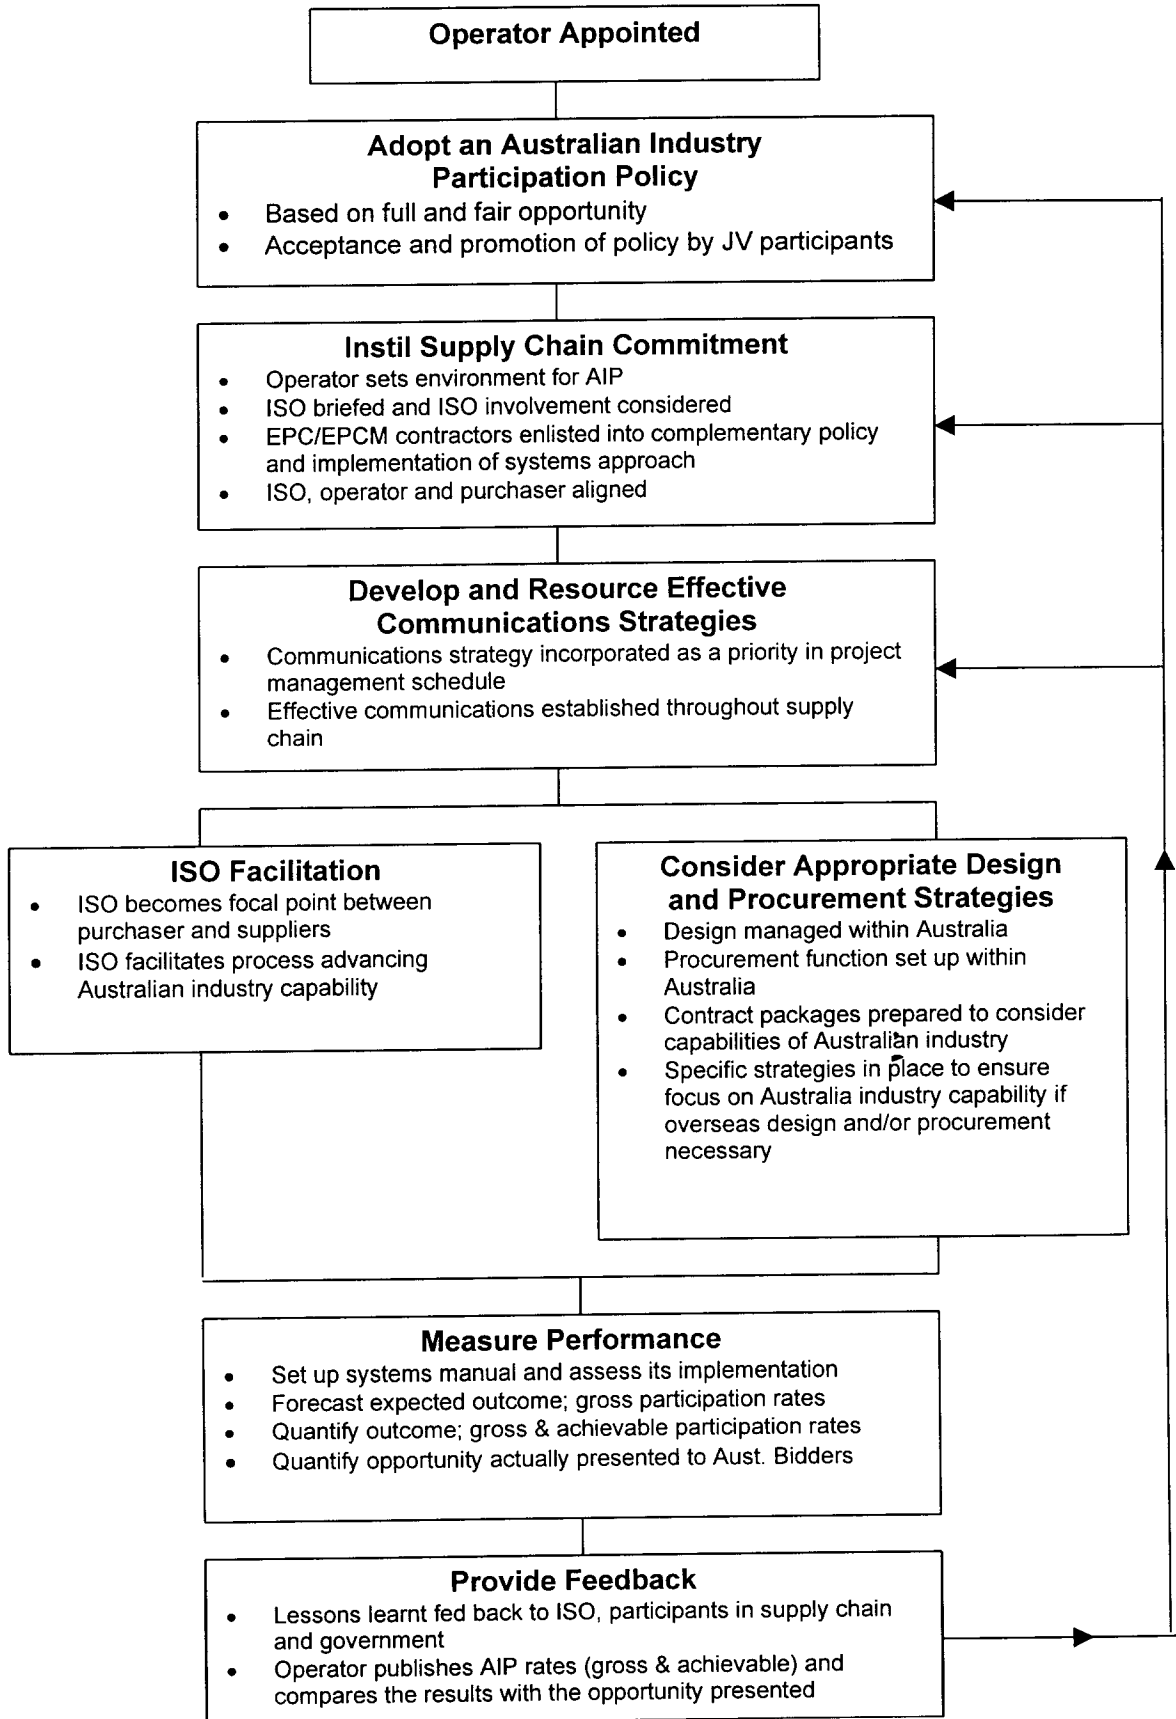 Operator Appointed
Adopt an Australian Industry
Participation Policy
• Based on full and fair opportunity
• Acceptance and promotion of policy by JV participants
Instil Supply Chain Commitment
• Operator sets environment for AIP
• ISO briefed and ISO involvement considered
• EPC/EPCM contractors enlisted into complementary policy
and implementation of systems approach
• ISO, operator and purchaser aligned
Develop and Resource Effective
Communications Strategies
• Communications strategy incorporated as a priority in project
management schedule
• Effective communications established throughout supply
chain
ISO Facilitation
• ISO becomes focal point between
purchaser and suppliers
• ISO facilitates process advancing
Australian industry capability
Consider Appropriate Design
and Procurement Strategies
• Design managed within Australia
• Procurement function set up within
Australia
• Contract packages prepared to consider
capabilities of Australian industry
• Specific strategies in place to ensure
focus on Australia industry capability if
overseas design and/or procurement
necessary
Measure Performance
• Set up systems manual and assess its implementation
• Forecast expected outcome; gross participation rates
• Quantify outcome; gross & achievable participation rates
• Quantify opportunity actually presented to Aust. Bidders
Provide Feedback
• Lessons learnt fed back to ISO, participants in supply chain
and government
• Operator publishes AIP rates (gross & achievable) and
compares the results with the opportunity presented